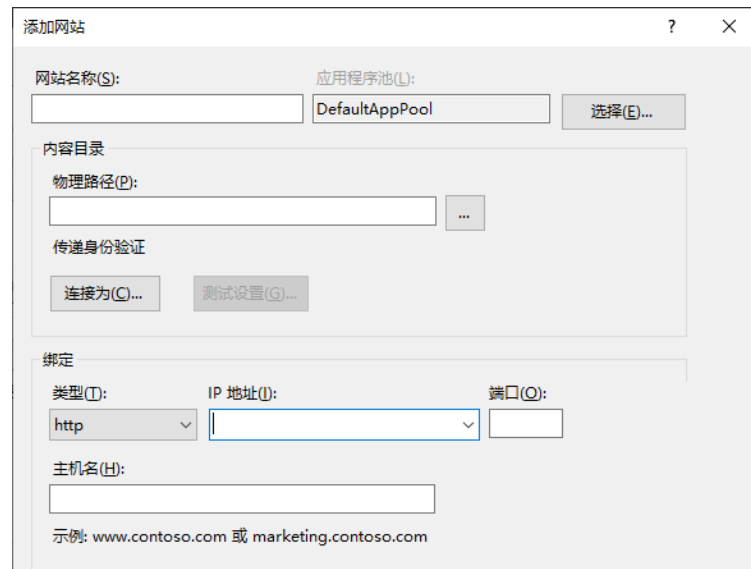 添加网站 ? ×
网站名称(S): 应用程序池(L):
DefaultAppPool 选择(E)...
内容目录
物理路径(P):
...
传递身份验证
连接为(C)... 测试设置(G)...
绑定
类型(T): IP 地址(I): 端口(O):
http
主机名(H):
示例: www.contoso.com 或 marketing.contoso.com